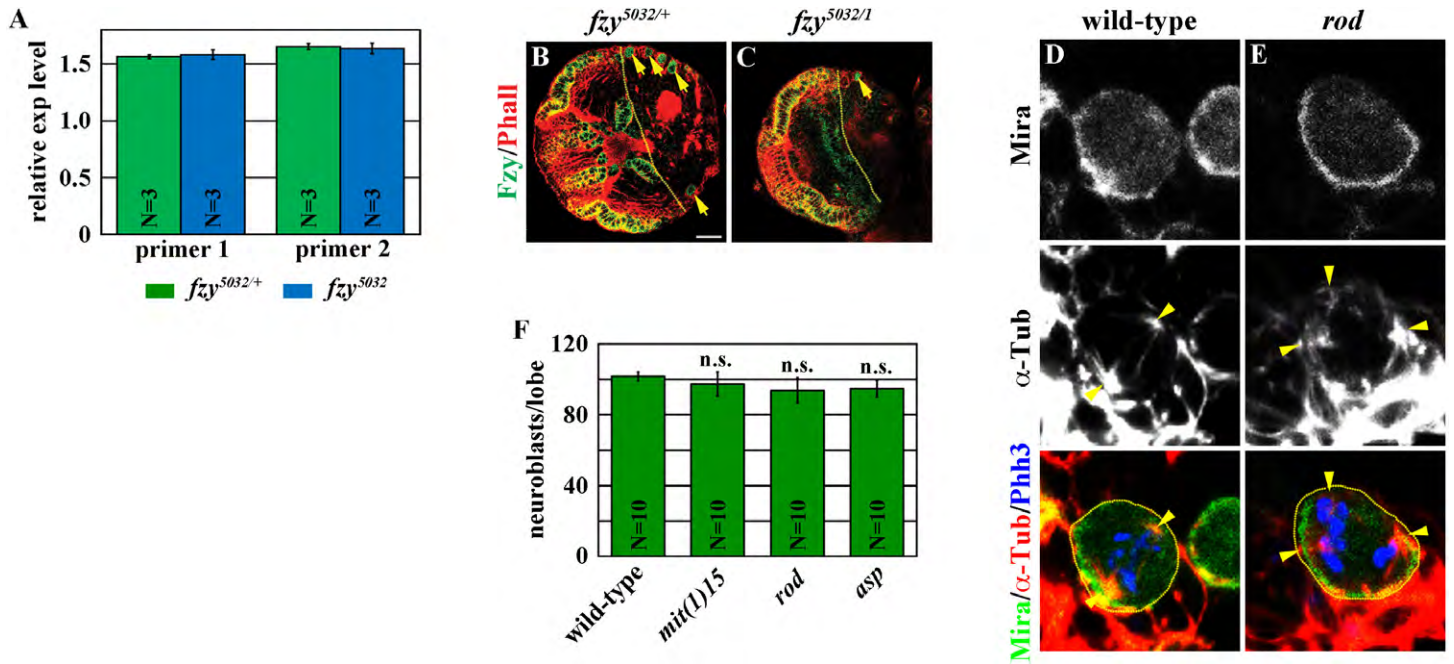 A
relative exp level
1.5
1.0
0.5
0
N=3
N=3
N=3
N=3
primer 1
primer 2
fzy5032/+
fzy5032
fzy5032/+
fzy5032/1
B
C
Fzy/Phall
F
neuroblasts/lobe
120
80
40
0
n.s.
n.s.
n.s.
N=10
N=10
N=10
N=10
wild-type
mit(1)15
rod
asp
wild-type
rod
D
E
Mira
α-Tub
Mira/α-Tub/Phh3